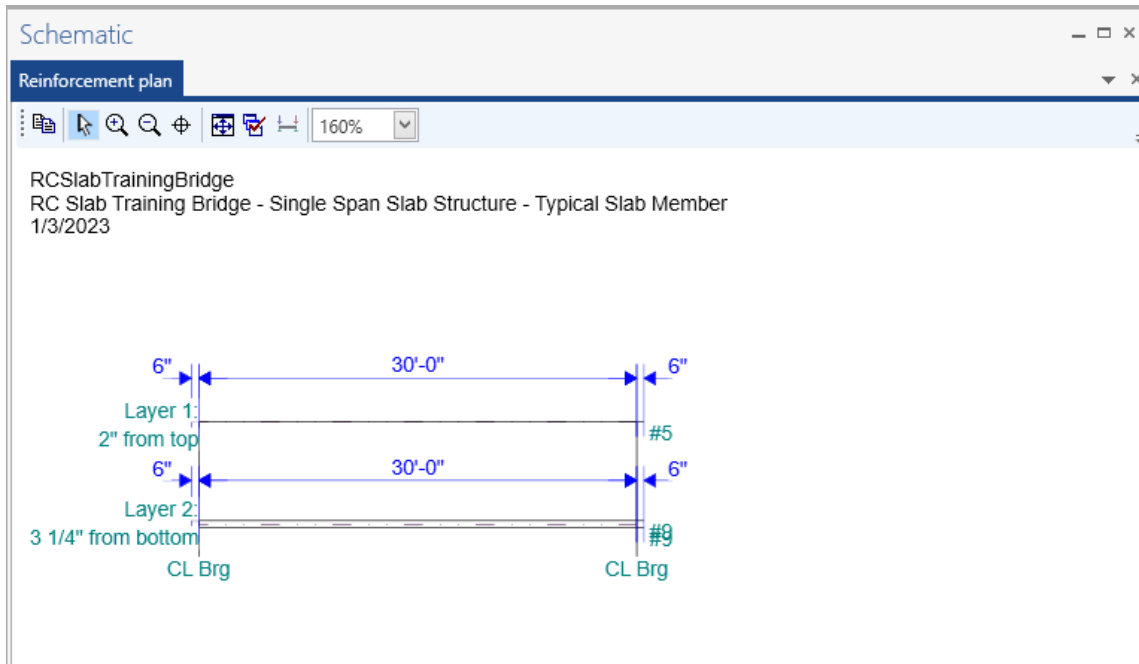 Schematic
Reinforcement plan
160%
RCSlabTrainingBridge
RC Slab Training Bridge - Single Span Slab Structure - Typical Slab Member
1/3/2023
6" 30'-0" 6"
Layer 1:
2" from top #5
6" 30'-0" 6"
Layer 2:
3 1/4" from bottom #9
CL Brg CL Brg